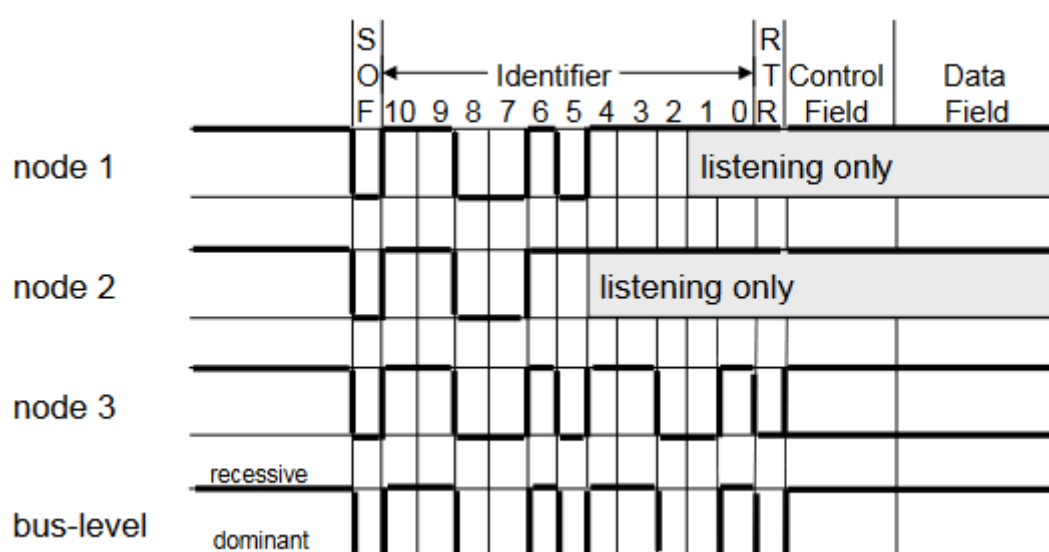 S R
O Identifier T Control Data
F 10 9 8 7 6 5 4 3 2 1 0 R Field Field
node 1 listening only
node 2 listening only
node 3
recessive
bus-level
dominant